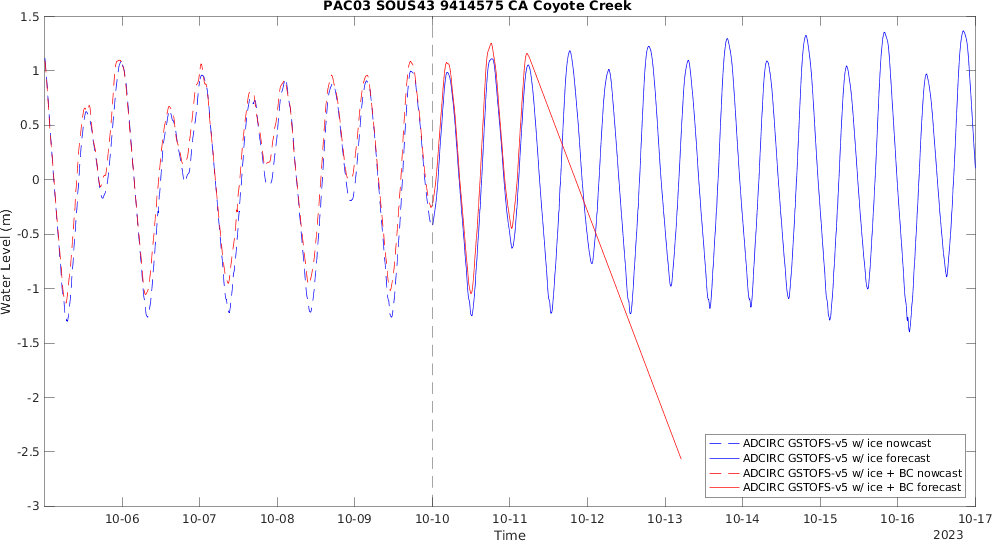 PAC03 SOUS43 9414575 CA Coyote Creek
1.5
1
0.5
0
-0.5
-1
-1.5
-2
-2.5
-3
Water Level (m)
10-06 10-07 10-08 10-09 10-10 10-11 10-12 10-13 10-14 10-15 10-16 10-17
Time
2023
ADCIRC GSTOFS-v5 w/ ice nowcast
ADCIRC GSTOFS-v5 w/ ice forecast
ADCIRC GSTOFS-v5 w/ ice + BC nowcast
ADCIRC GSTOFS-v5 w/ ice + BC forecast